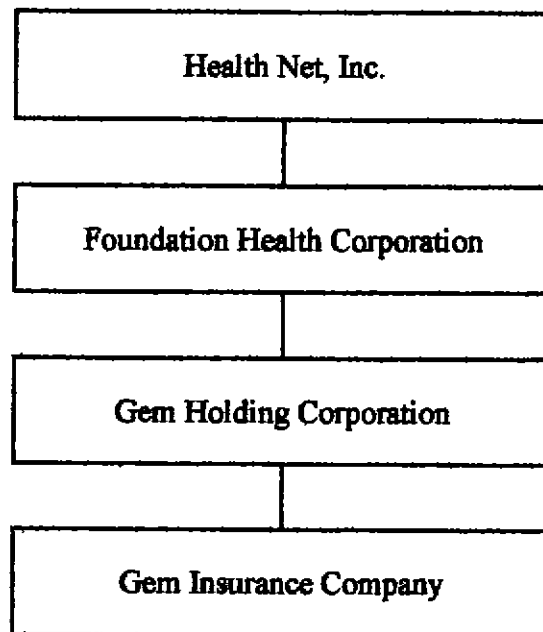 Health Net, Inc.
Foundation Health Corporation
Gem Holding Corporation
Gem Insurance Company